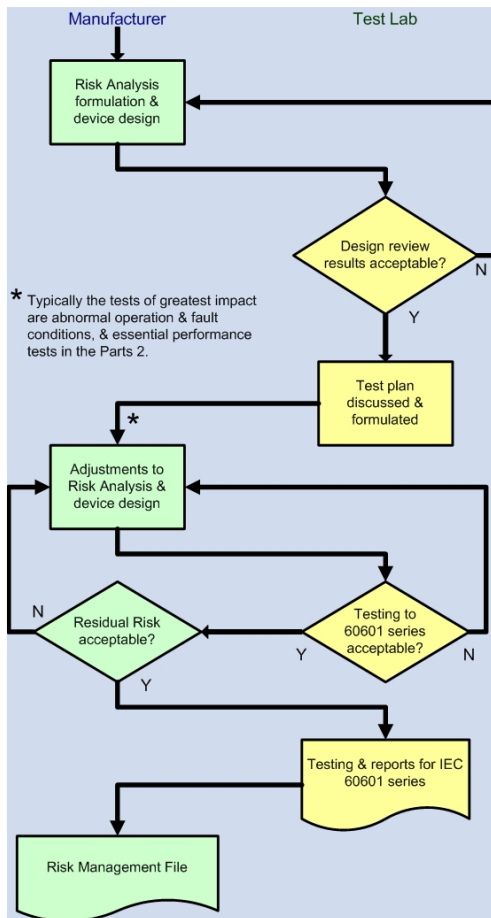 Manufacturer
Test Lab
Risk Analysis
formulation &
device design
Design review
results acceptable?
N
Y
* Typically the tests of greatest impact
are abnormal operation & fault
conditions, & essential performance
tests in the Parts 2.
Test plan
discussed &
formulated
*
Adjustments to
Risk Analysis &
device design
N
Residual Risk
acceptable?
Y
Testing to
60601 series
acceptable?
Y
N
Testing & reports for IEC
60601 series
Risk Management File